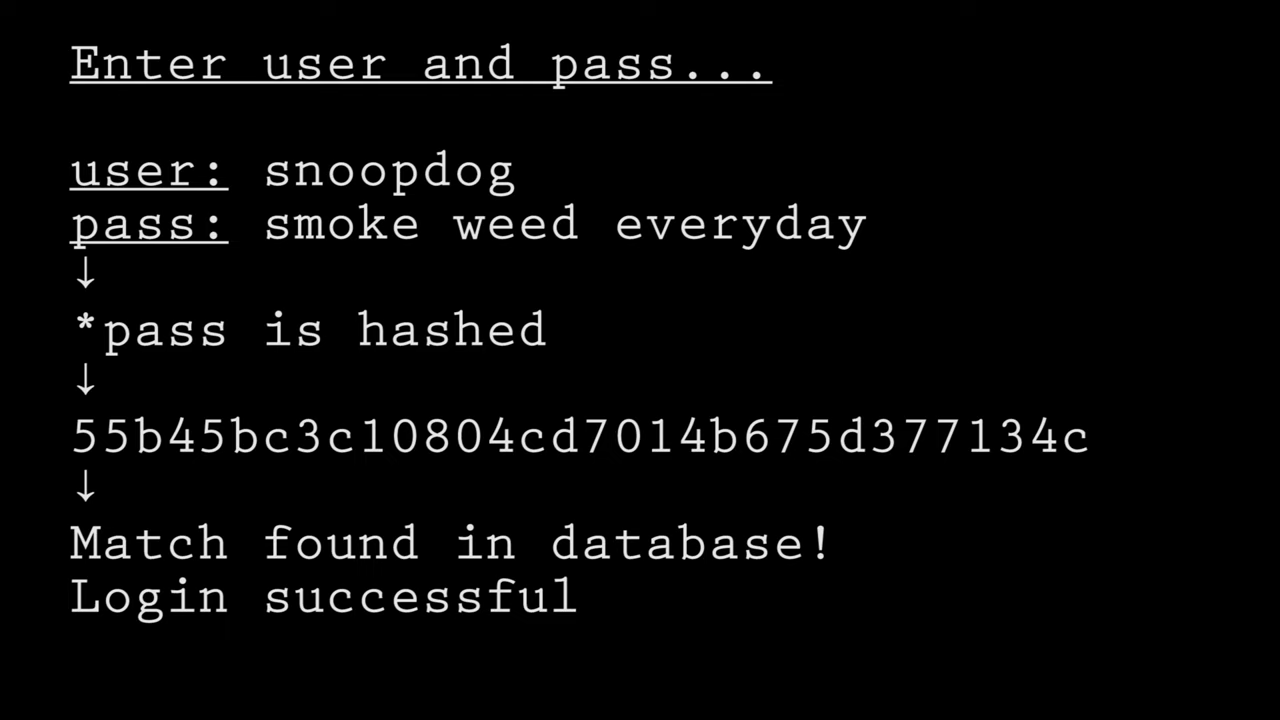 Enter user and pass...
user: snoopdog
pass: smoke weed everyday
↓
*pass is hashed
↓
55b45bc3c10804cd7014b675d377134c
↓
Match found in database!
Login successful